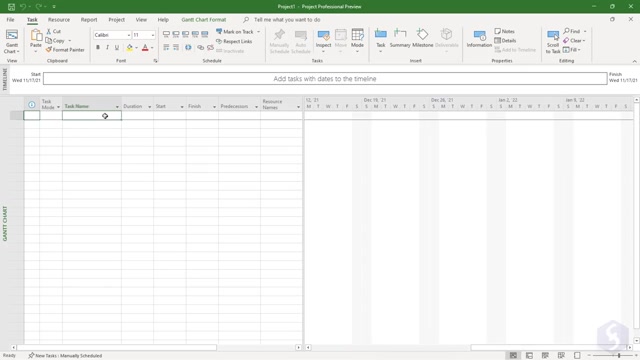 Project1 - Project Professional Preview
File Task Resource Report Project View Help Gantt Chart Format Tell me what you want to do
Gantt Chart Paste Cut Copy Format Painter Calibri 11 B I U Mark on Track Respect Links Manually Schedule Auto Schedule Inspect Move Mode Task Summary Milestone Deliverable Information Notes Details Add to Timeline Scroll to Task Find Clear Fill
View Clipboard Font Schedule Tasks Insert Properties Editing
TIMELINE
Start
Wed 11/17/21
Add tasks with dates to the timeline
Finish
Wed 11/17/21
Task Mode Task Name Duration Start Finish Predecessors Resource Names
12, '21 Dec 19, '21 Dec 26, '21 Jan 2, '22 Jan 9, '22
M T W T F S S M T W T F S S M T W T F S S M T W T F S S M T W T F S
GANTT CHART
Ready New Tasks : Manually Scheduled